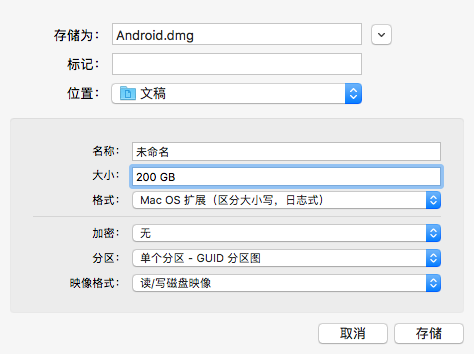 存储为： Android.dmg
标记：
位置： 文稿
名称： 未命名
大小： 200 GB
格式： Mac OS 扩展（区分大小写，日志式）
加密： 无
分区： 单个分区 - GUID 分区图
映像格式： 读/写磁盘映像
取消 存储